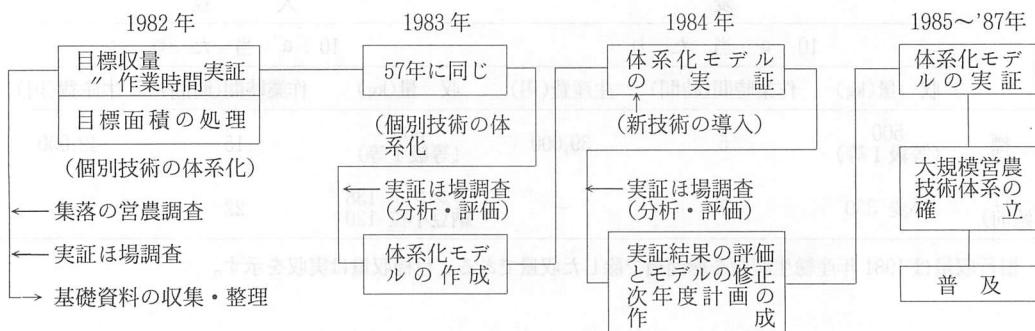 1982年
目標収量
〃作業時間 実証
目標面積の処理
(個別技術の体系化)
集落の営農調査
実証ほ場調査
基礎資料の収集・整理
1983年
57年に同じ
(個別技術の体
系化)
実証ほ場調査
(分析・評価)
体系化モデ
ルの作成
1984年
体系化モデル
の実証
(新技術の導入)
実証ほ場調査
(分析・評価)
実証結果の評価
とモデルの修正
次年度計画の
作成
1985〜'87年
体系化モデ
ルの実証
大規模営農
技術体系の
確立
普及